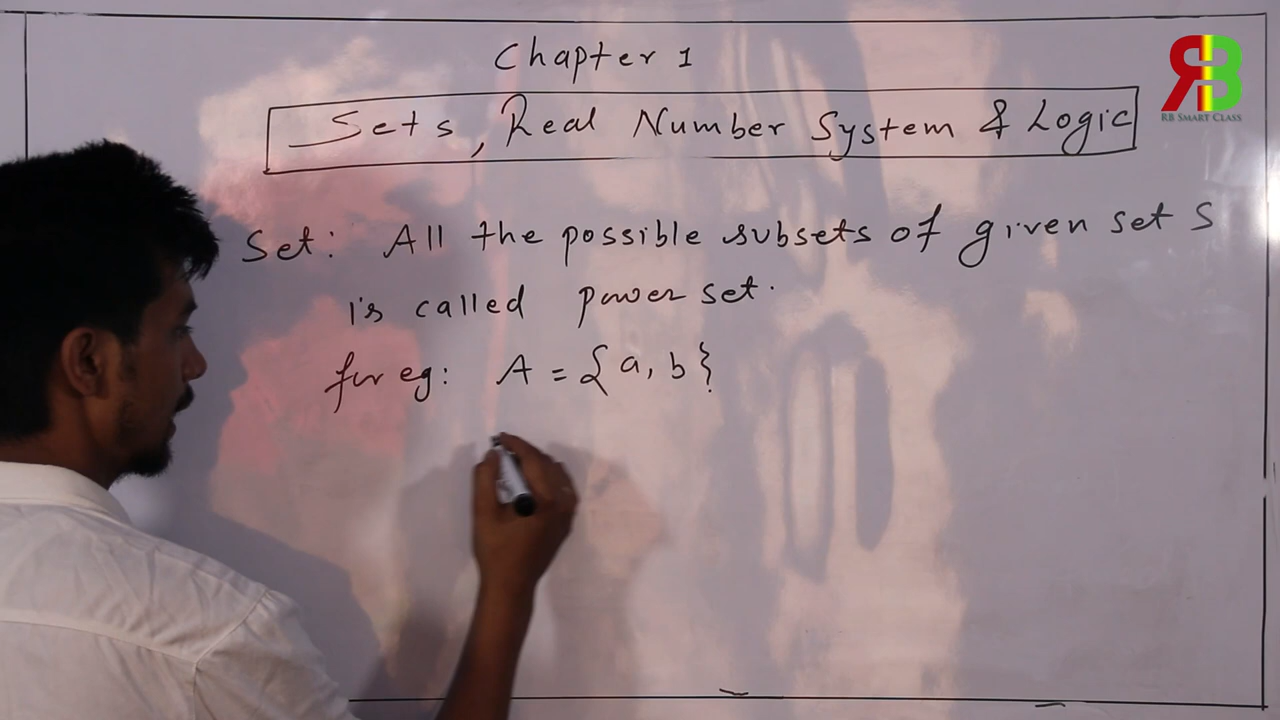 Chapter 1
Sets, Real Number System & Logic
RB SMART CLASS
Set: All the possible subsets of given set S
is called power set.
for eg: A = {a, b}